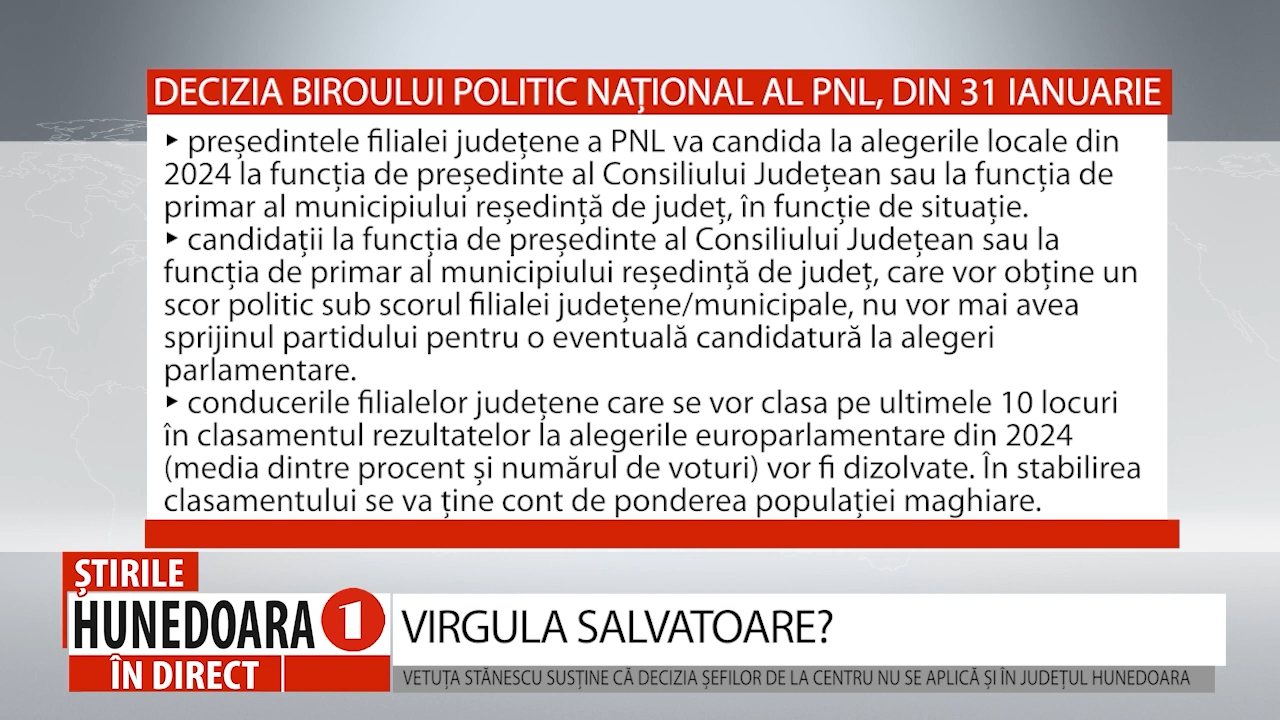 DECIZIA BIROULUI POLITIC NAȚIONAL AL PNL, DIN 31 IANUARIE
‣ președintele filialei județene a PNL va candida la alegerile locale din
2024 la funcția de președinte al Consiliului Județean sau la funcția de
primar al municipiului reședință de județ, în funcție de situație.
‣ candidații la funcția de președinte al Consiliului Județean sau la
funcția de primar al municipiului reședință de județ, care vor obține un
scor politic sub scorul filialei județene/municipale, nu vor mai avea
sprijinul partidului pentru o eventuală candidatură la alegeri
parlamentare.
‣ conducerile filialelor județene care se vor clasa pe ultimele 10 locuri
în clasamentul rezultatelor la alegerile europarlamentare din 2024
(media dintre procent și numărul de voturi) vor fi dizolvate. În stabilirea
clasamentului se va ține cont de ponderea populației maghiare.
ȘTIRILE
HUNEDOARA 1
ÎN DIRECT
VIRGULA SALVATOARE?
VETUȚA STĂNESCU SUSȚINE CĂ DECIZIA ȘEFILOR DE LA CENTRU NU SE APLICĂ ȘI ÎN JUDEȚUL HUNEDOARA